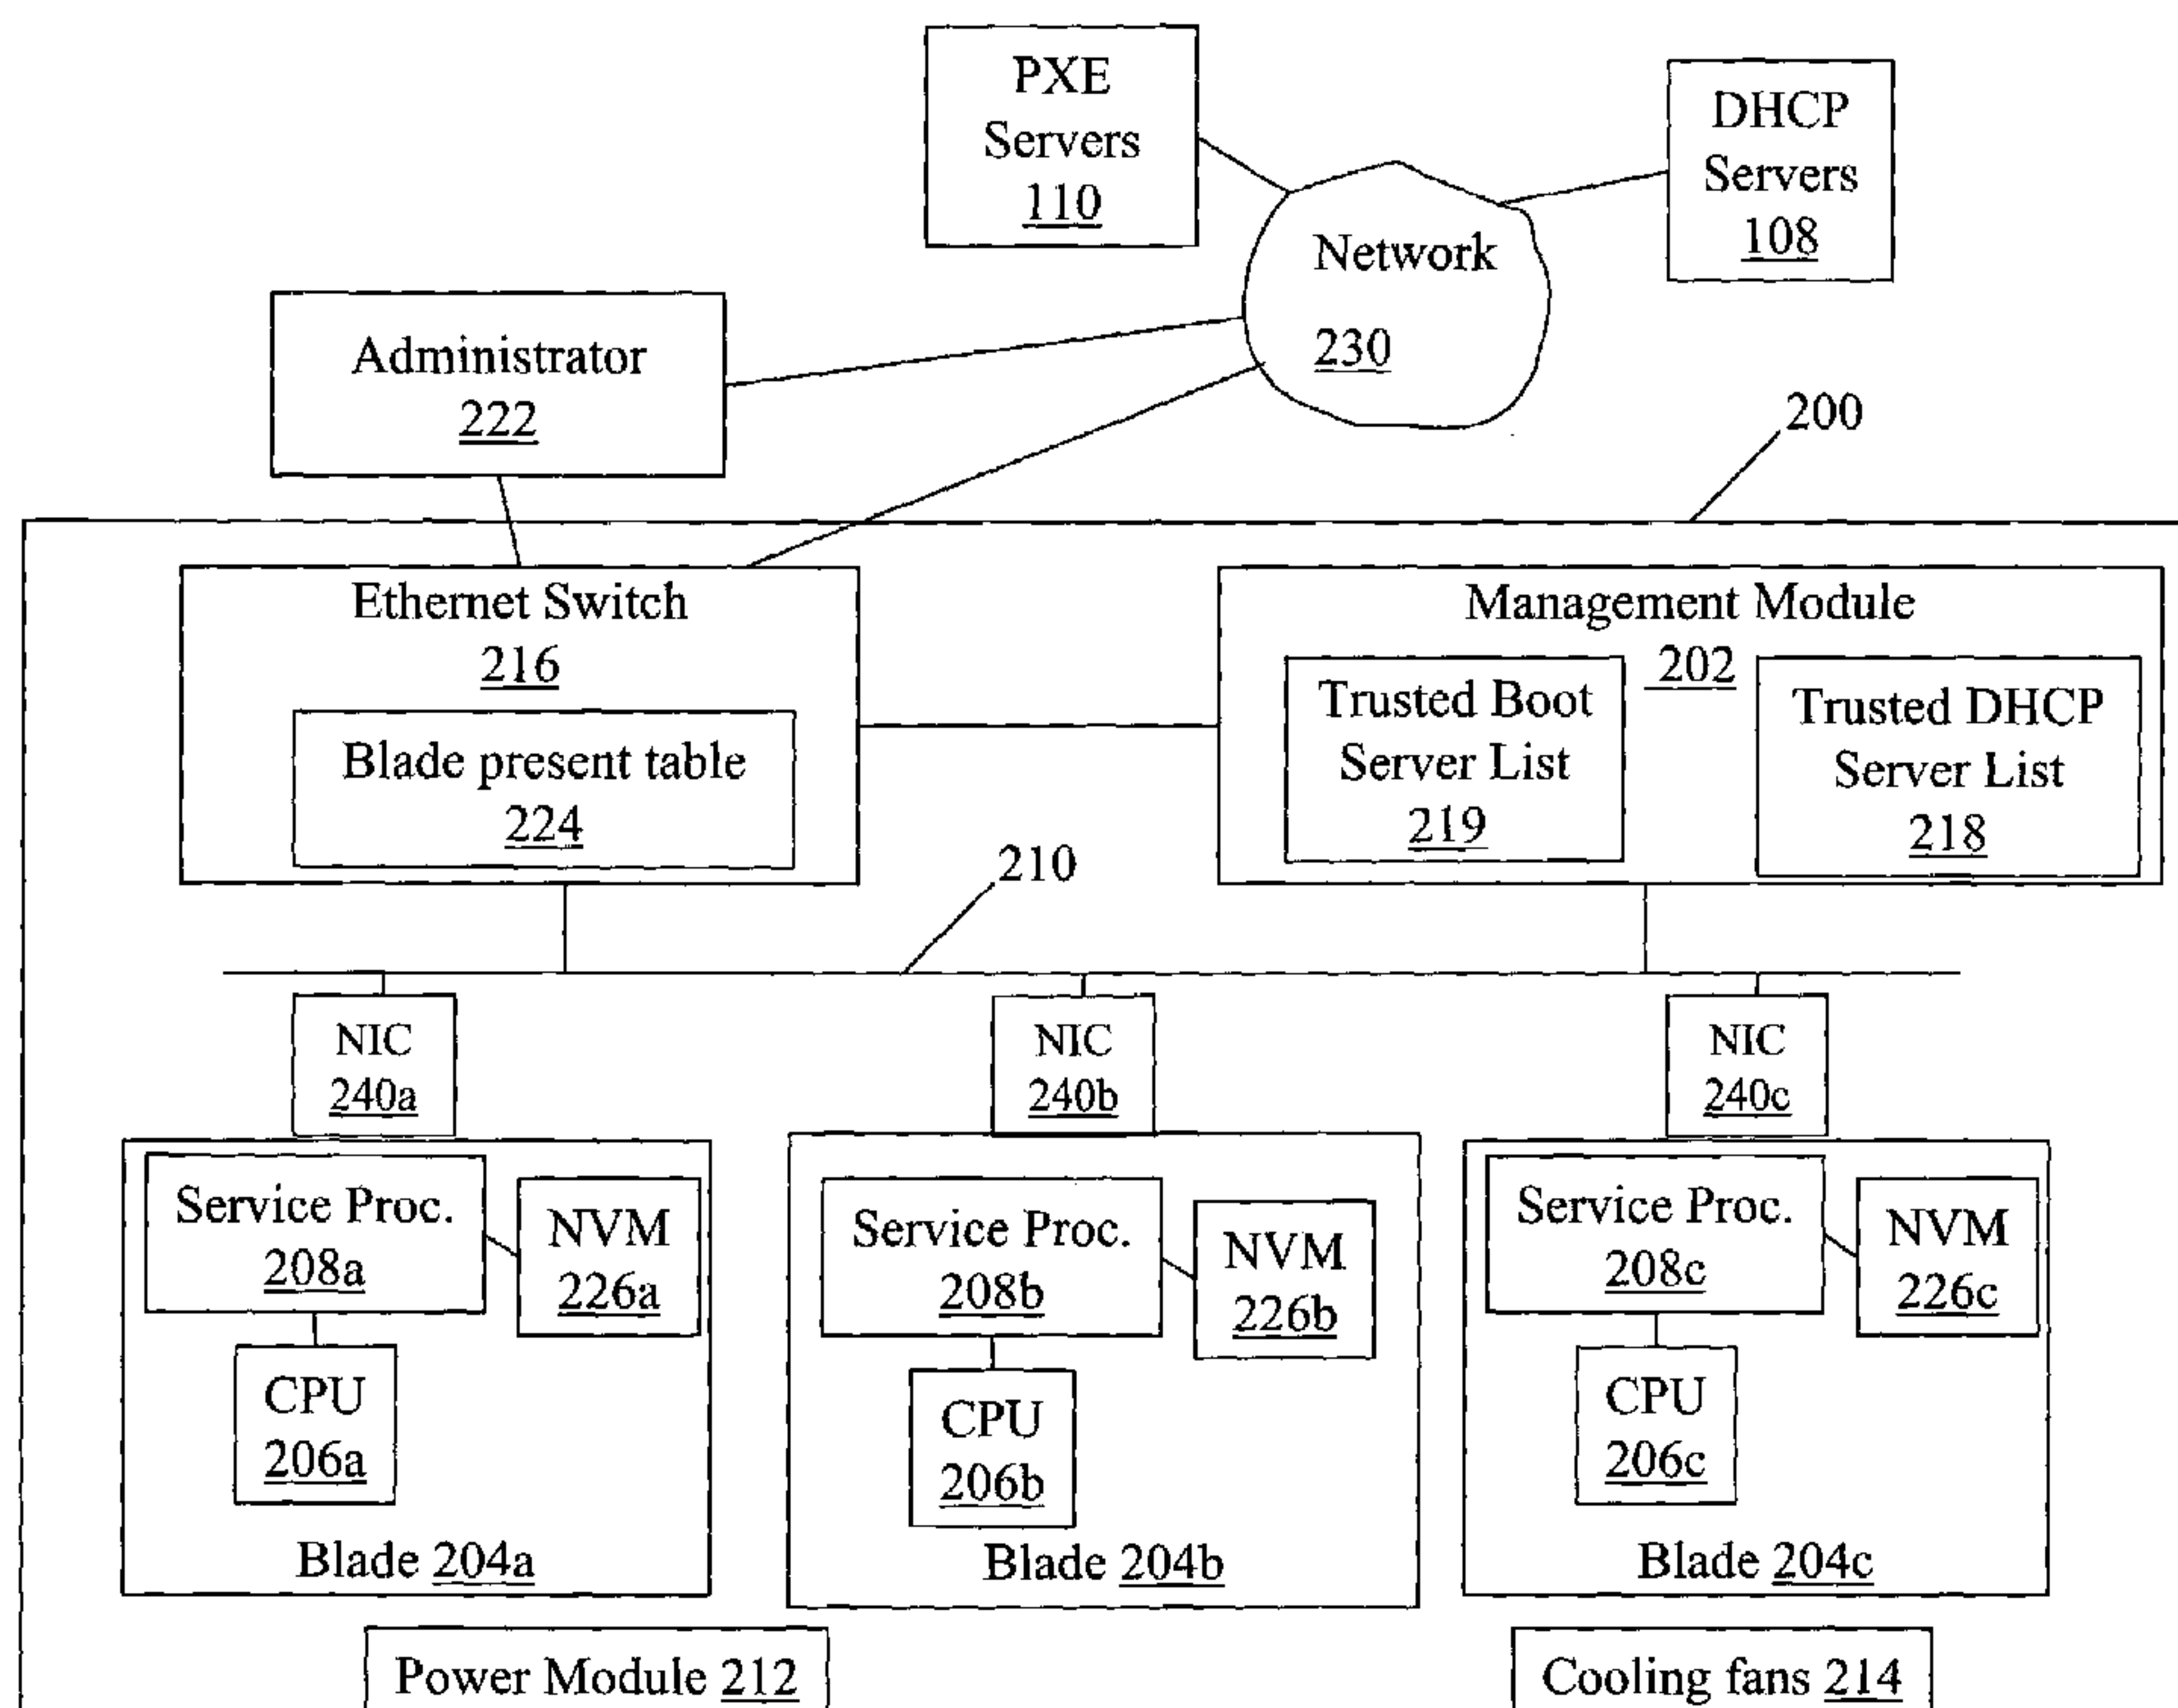 PXE
Servers
110
DHCP
Servers
108
Network
230
Administrator
222
200
Ethernet Switch
216
Blade present table
224
Management Module
202
Trusted Boot
Server List
219
Trusted DHCP
Server List
218
210
NIC
240a
NIC
240b
NIC
240c
Service Proc.
208a
NVM
226a
CPU
206a
Blade 204a
Service Proc.
208b
NVM
226b
CPU
206b
Blade 204b
Service Proc.
208c
NVM
226c
CPU
206c
Blade 204c
Power Module 212
Cooling fans 214